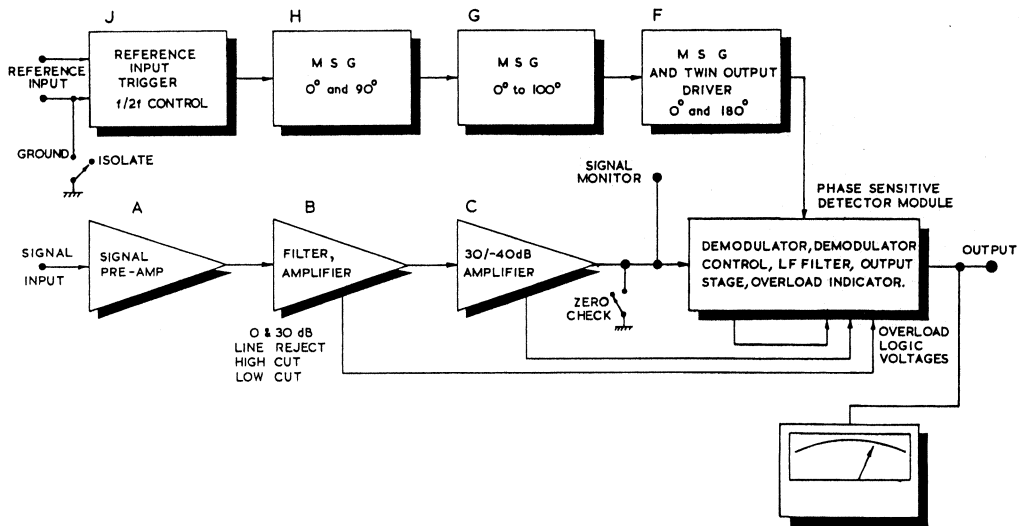 J
H
G
F
REFERENCE INPUT
REFERENCE
INPUT
TRIGGER
f/2f CONTROL
M S G
0° and 90°
M S G
0° to 100°
M S G
AND TWIN OUTPUT
DRIVER
0° and 180°
GROUND
ISOLATE
SIGNAL
MONITOR
PHASE SENSITIVE
DETECTOR MODULE
A
B
C
SIGNAL
INPUT
SIGNAL
PRE-AMP
FILTER,
AMPLIFIER
30/-40dB
AMPLIFIER
DEMODULATOR, DEMODULATOR
CONTROL, LF FILTER, OUTPUT
STAGE, OVERLOAD INDICATOR.
OUTPUT
ZERO
CHECK
0 & 30 dB
LINE REJECT
HIGH CUT
LOW CUT
OVERLOAD
LOGIC
VOLTAGES